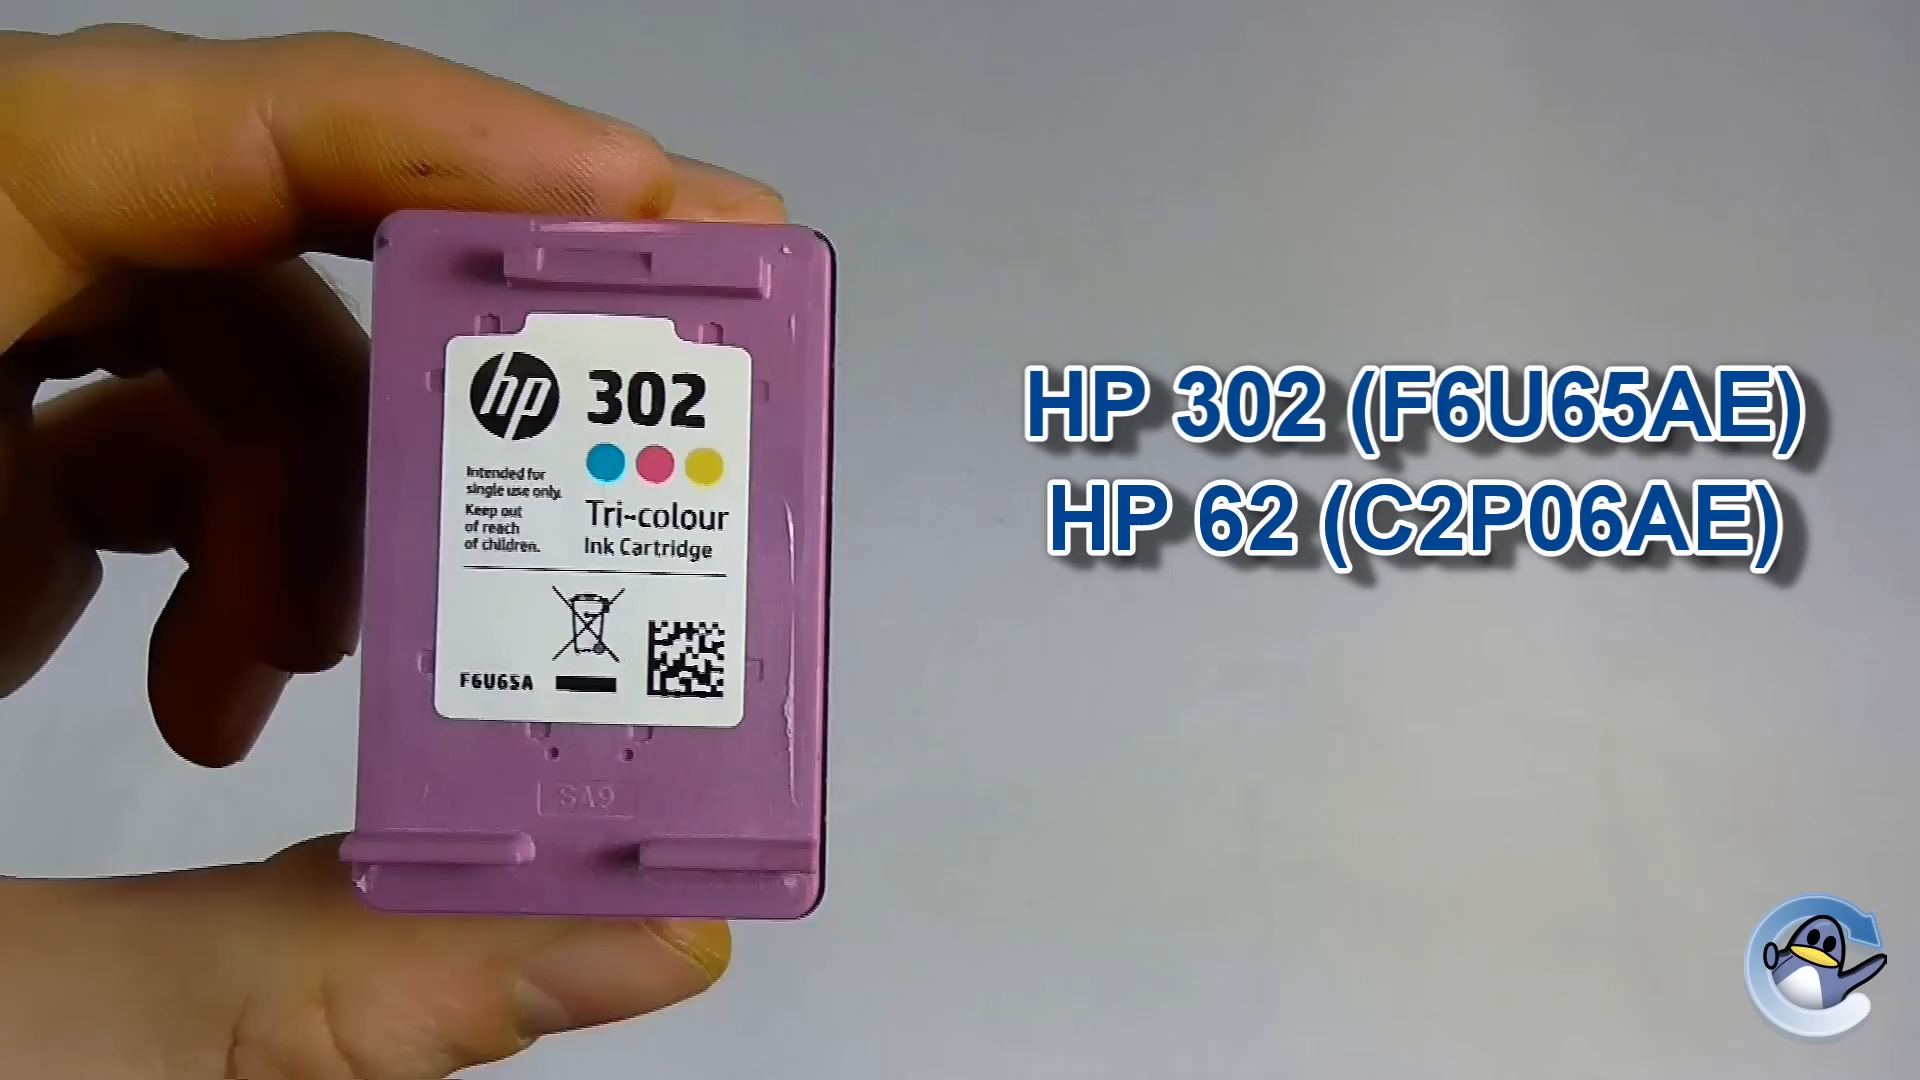 hp 302
Intended for
single use only.
Keep out
of reach
of children.
Tri-colour
Ink Cartridge
F6U65A
SA9
HP 302 (F6U65AE)
HP 62 (C2P06AE)